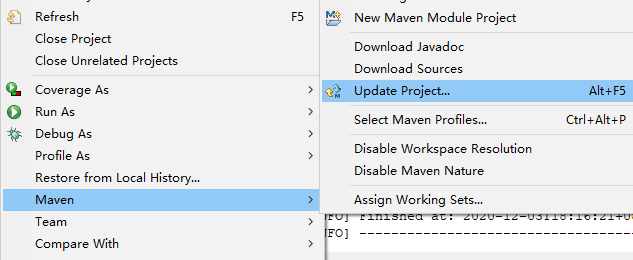 Refresh F5
Close Project
Close Unrelated Projects
Coverage As
Run As
Debug As
Profile As
Restore from Local History...
Maven
Team
Compare With
New Maven Module Project
Download Javadoc
Download Sources
Update Project... Alt+F5
Select Maven Profiles... Ctrl+Alt+P
Disable Workspace Resolution
Disable Maven Nature
Assign Working Sets...
FO] Finished at: 2020-12-03T18:16:21+0
FO] ------------------------------